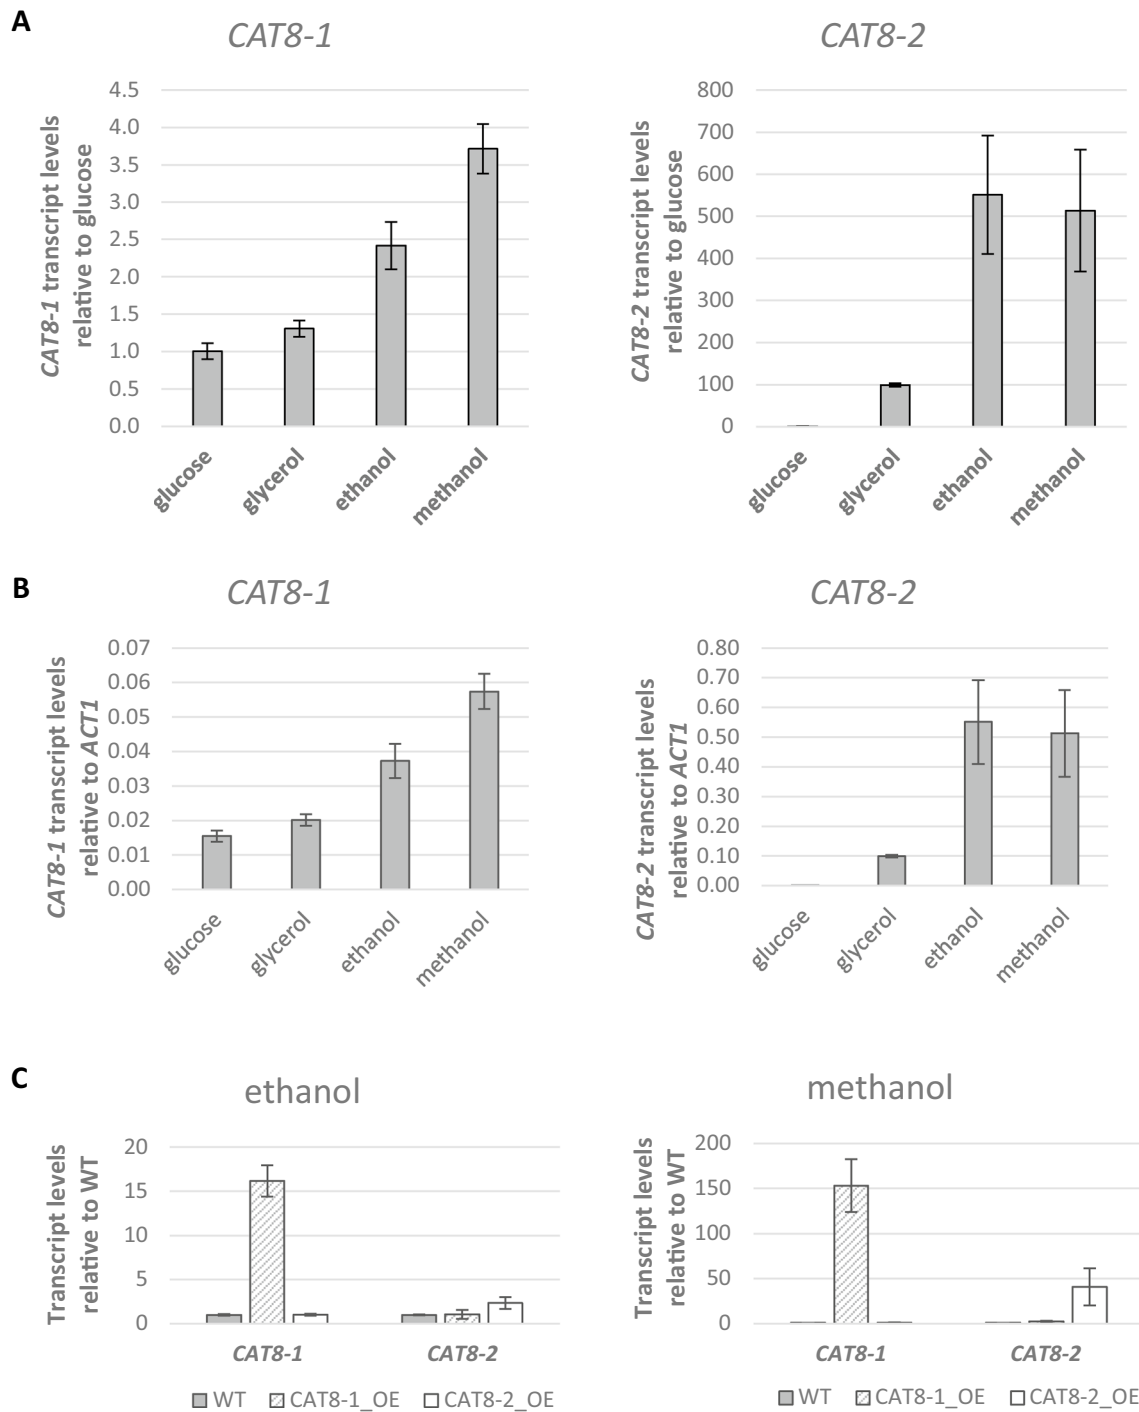 A
CAT8-1
CAT8-2
CAT8-1 transcript levels
relative to glucose
4.5
4.0
3.5
3.0
2.5
2.0
1.5
1.0
0.5
0.0
glucose
glycerol
ethanol
methanol
CAT8-2 transcript levels
relative to glucose
800
700
600
500
400
300
200
100
0
glucose
glycerol
ethanol
methanol
B
CAT8-1
CAT8-2
CAT8-1 transcript levels
relative to ACT1
0.07
0.06
0.05
0.04
0.03
0.02
0.01
0.00
glucose
glycerol
ethanol
methanol
CAT8-2 transcript levels
relative to ACT1
0.80
0.70
0.60
0.50
0.40
0.30
0.20
0.10
0.00
glucose
glycerol
ethanol
methanol
C
ethanol
methanol
Transcript levels
relative to WT
20
15
10
5
0
CAT8-1
CAT8-2
WT CAT8-1_OE CAT8-2_OE
Transcript levels
relative to WT
200
150
100
50
0
CAT8-1
CAT8-2
WT CAT8-1_OE CAT8-2_OE